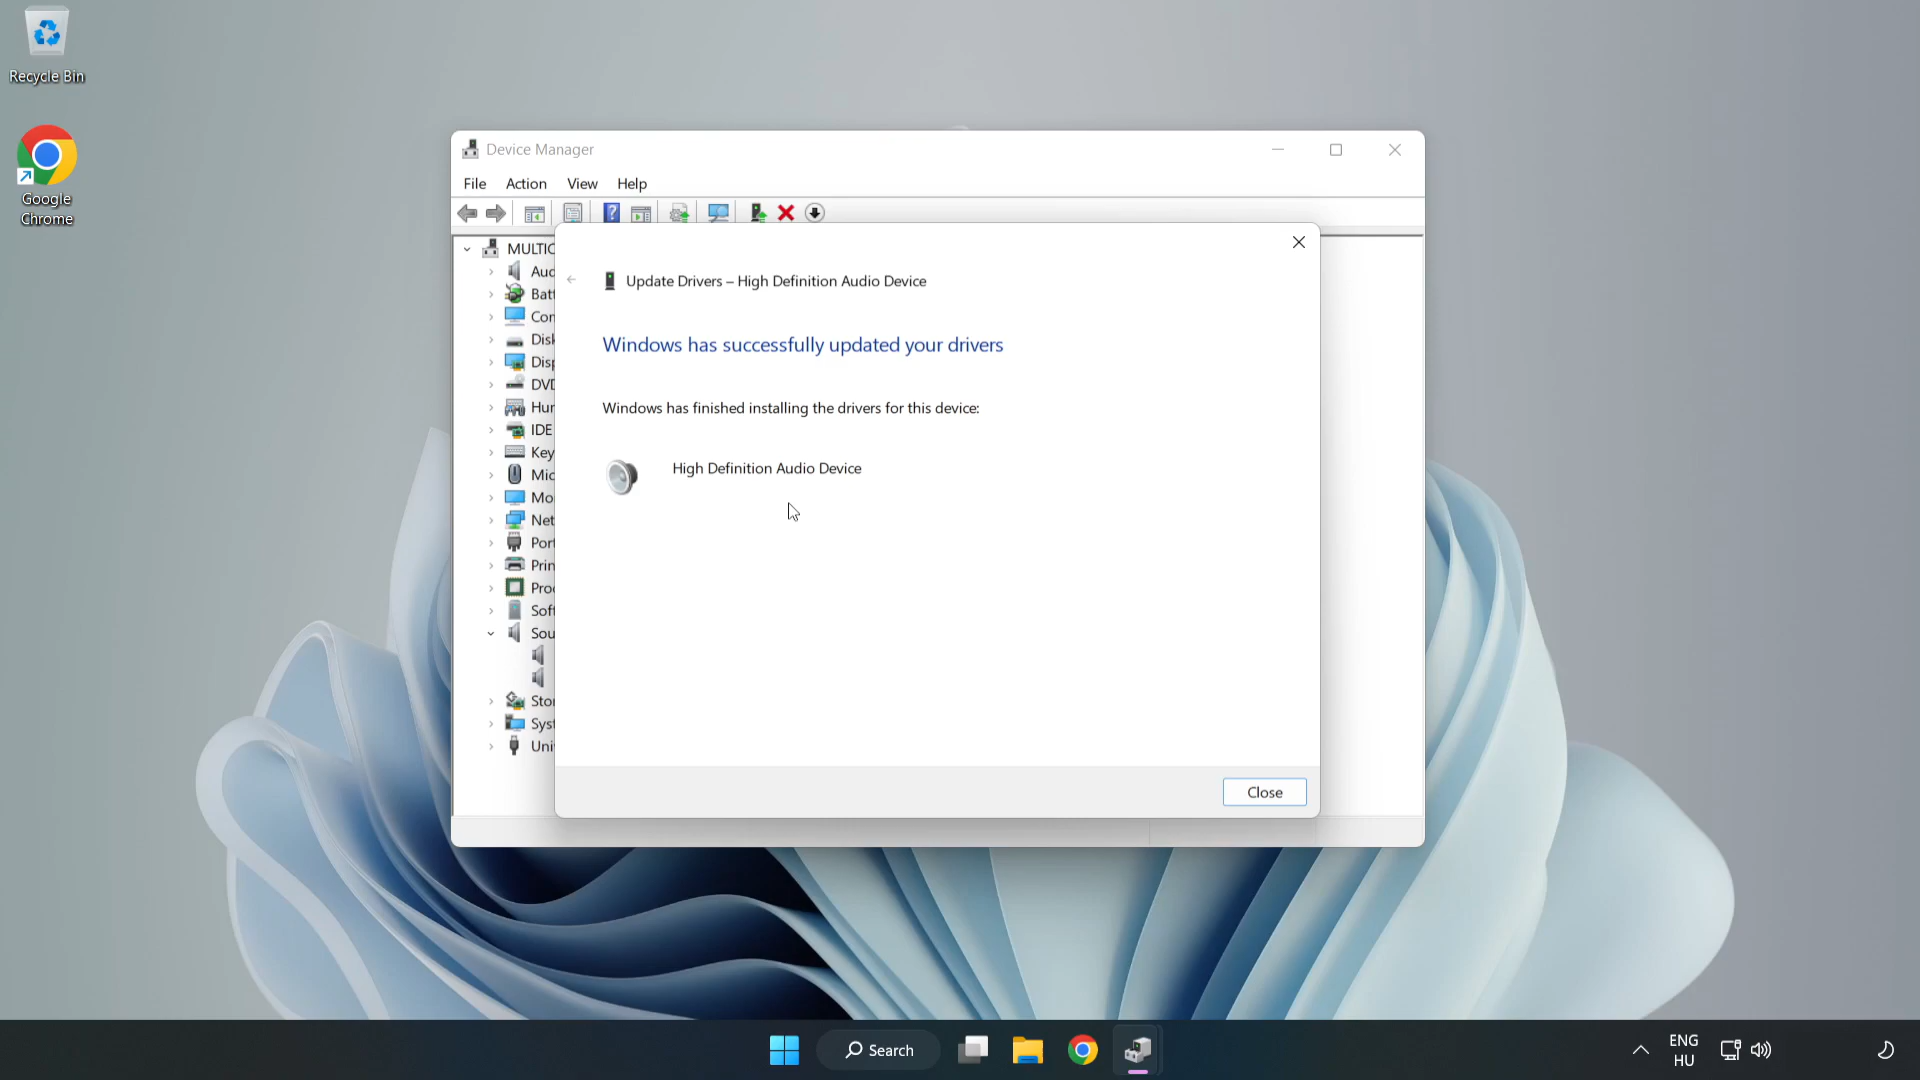 Recycle Bin
Google
Chrome
Device Manager
File Action View Help
MULTIC
Aud
Batt
Con
Disk
Disp
DVD
Hun
IDE
Key
Mic
Mon
Net
Port
Prin
Proc
Soft
Sou
Stor
Syst
Uni
Update Drivers – High Definition Audio Device
Windows has successfully updated your drivers
Windows has finished installing the drivers for this device:
High Definition Audio Device
Close
Search
ENG
HU